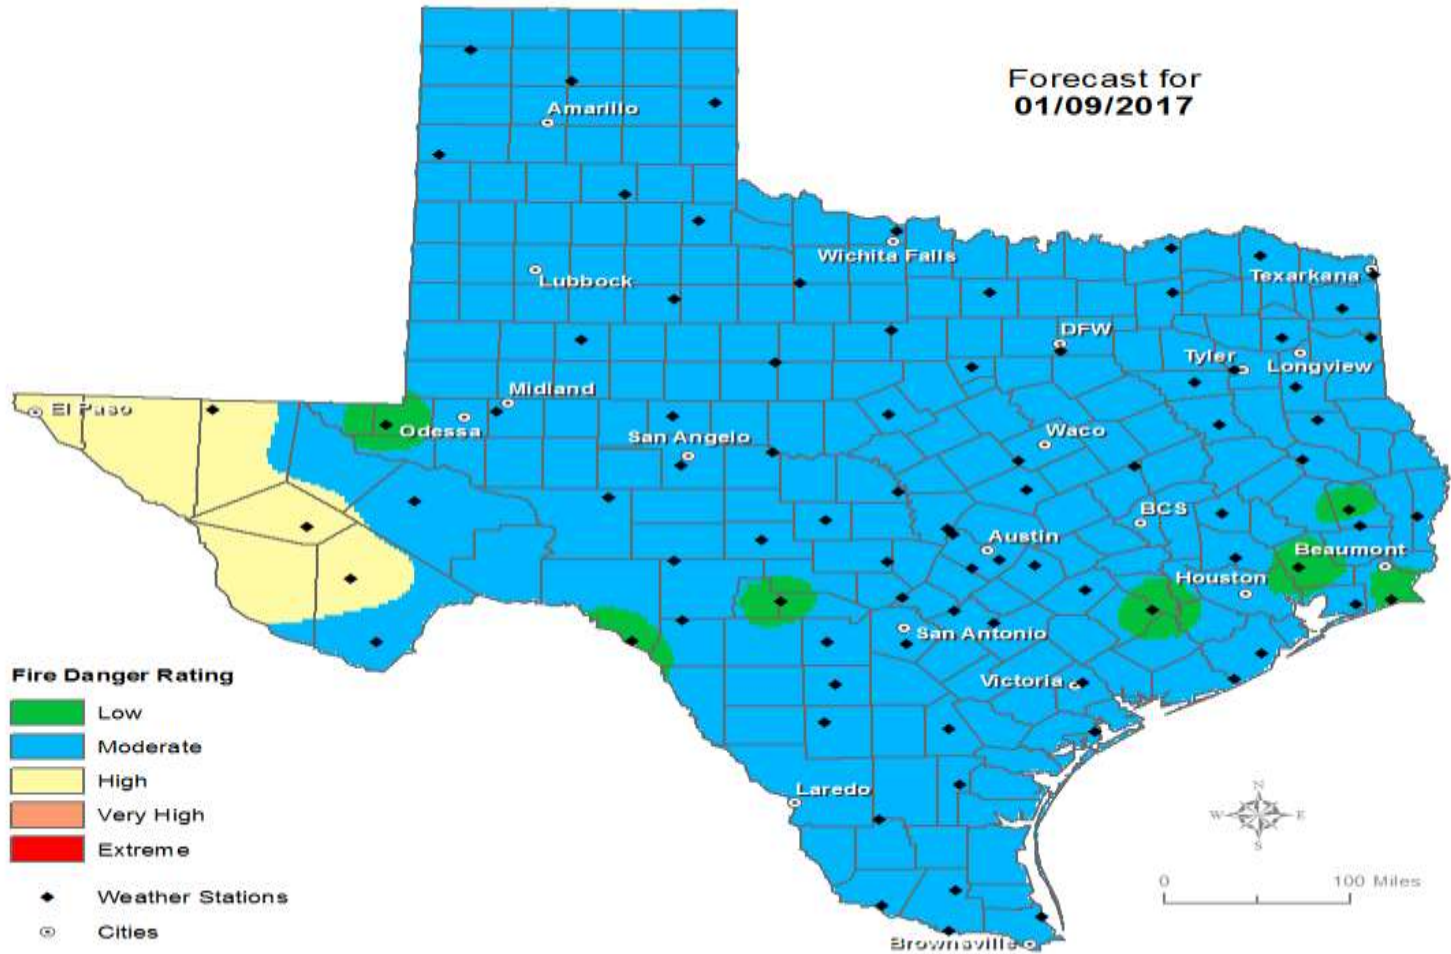 Forecast for
01/09/2017
Amarillo
Wichita Falls
Lubbock
Texarkana
DFW
Tyler
Longview
Midland
El Paso
Odessa
San Angelo
Waco
BCS
Austin
Beaumont
Houston
San Antonio
Victoria
Laredo
Brownsville
Fire Danger Rating
Low
Moderate
High
Very High
Extreme
Weather Stations
Cities
N
W E
S
0 100 Miles